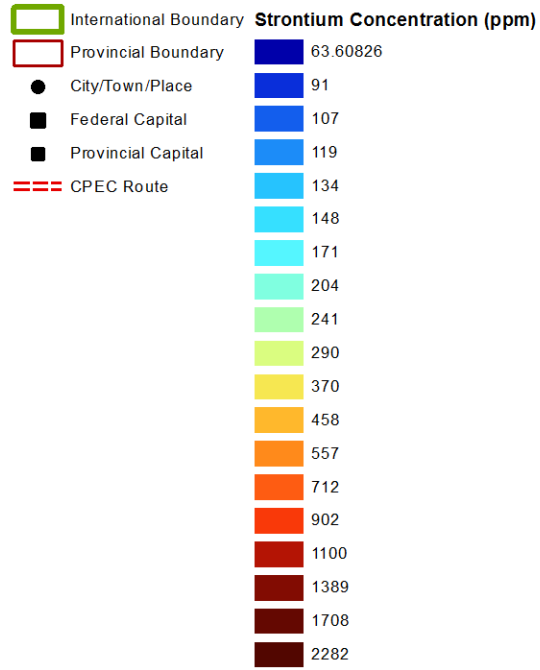 International Boundary
Provincial Boundary
City/Town/Place
Federal Capital
Provincial Capital
CPEC Route
Strontium Concentration (ppm)
63.60826
91
107
119
134
148
171
204
241
290
370
458
557
712
902
1100
1389
1708
2282